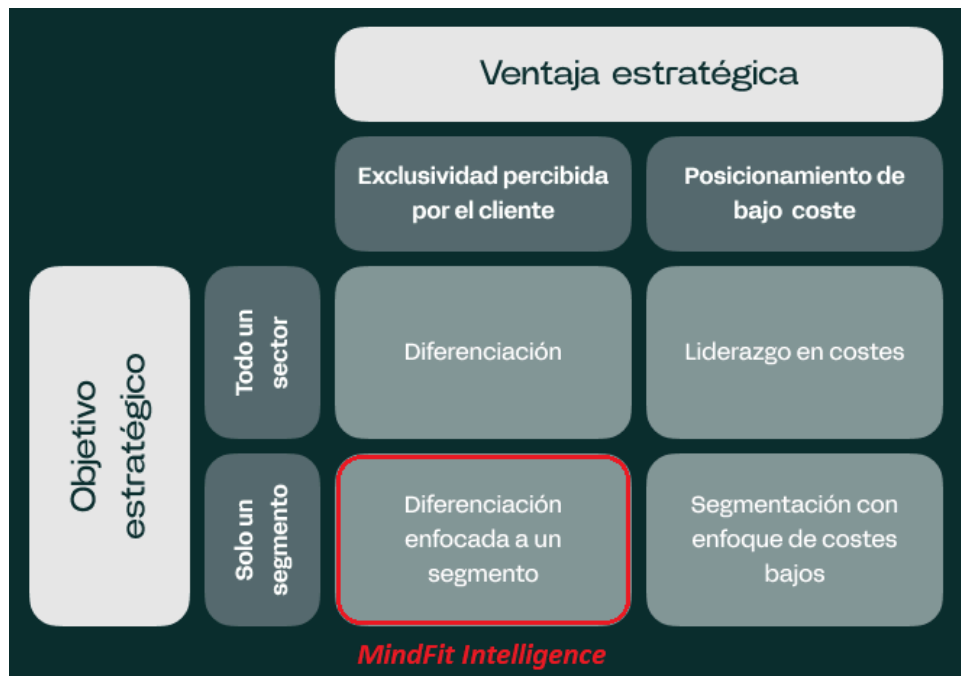 Ventaja estratégica
Exclusividad percibida
por el cliente
Posicionamiento de
bajo coste
Objetivo
estratégico
Todo un
sector
Diferenciación
Liderazgo en costes
Solo un
segmento
Diferenciación
enfocada a un
segmento
Segmentación con
enfoque de costes
bajos
MindFit Intelligence